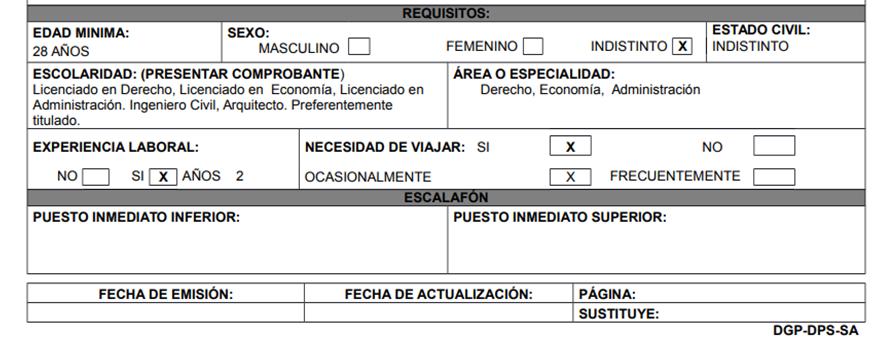 REQUISITOS:
EDAD MINIMA:
28 AÑOS
SEXO:
MASCULINO
FEMENINO
INDISTINTO X
ESTADO CIVIL:
INDISTINTO
ESCOLARIDAD: (PRESENTAR COMPROBANTE)
Licenciado en Derecho, Licenciado en Economía, Licenciado en
Administración. Ingeniero Civil, Arquitecto. Preferentemente
titulado.
ÁREA O ESPECIALIDAD:
Derecho, Economía, Administración
EXPERIENCIA LABORAL:
NO SI X AÑOS 2
NECESIDAD DE VIAJAR: SI X NO
OCASIONALMENTE X FRECUENTEMENTE
ESCALAFÓN
PUESTO INMEDIATO INFERIOR:
PUESTO INMEDIATO SUPERIOR:
FECHA DE EMISIÓN:
FECHA DE ACTUALIZACIÓN:
PÁGINA:
SUSTITUYE:
DGP-DPS-SA